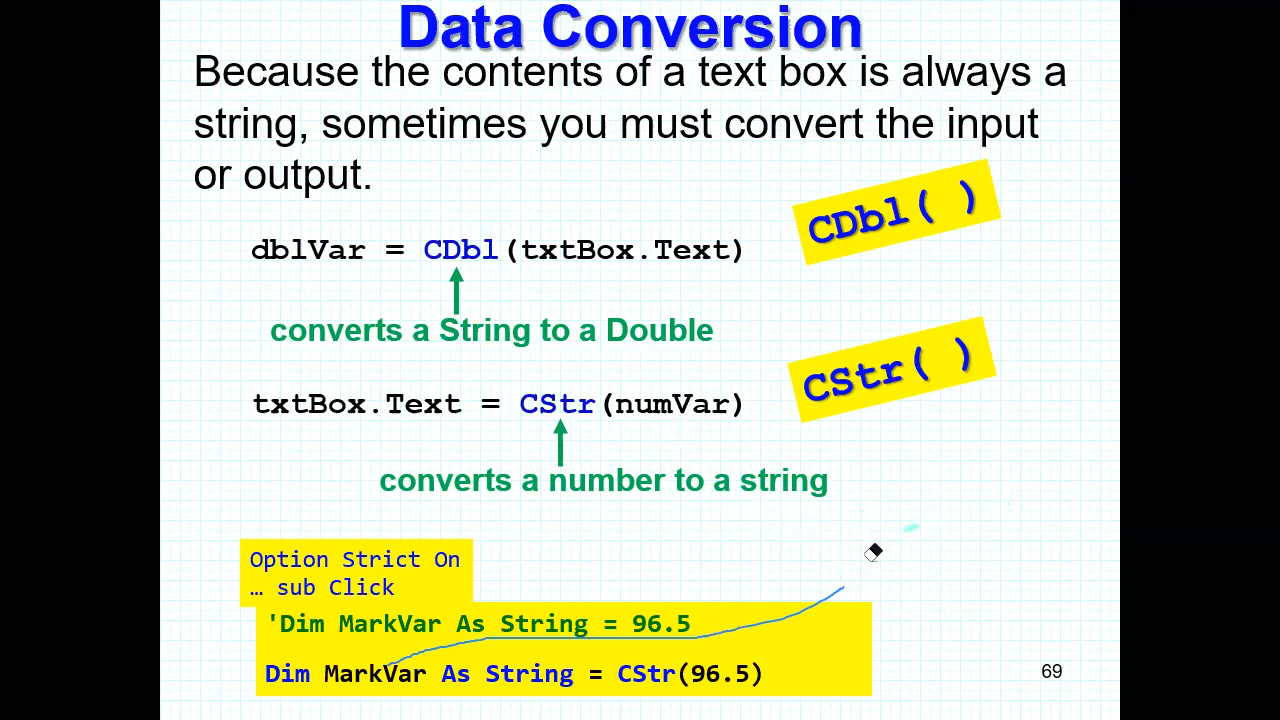 Data Conversion
Because the contents of a text box is always a
string, sometimes you must convert the input
or output.
CDbl( )
dblVar = CDbl(txtBox.Text)
converts a String to a Double
CStr( )
txtBox.Text = CStr(numVar)
converts a number to a string
Option Strict On
… sub Click
'Dim MarkVar As String = 96.5
Dim MarkVar As String = CStr(96.5)
69